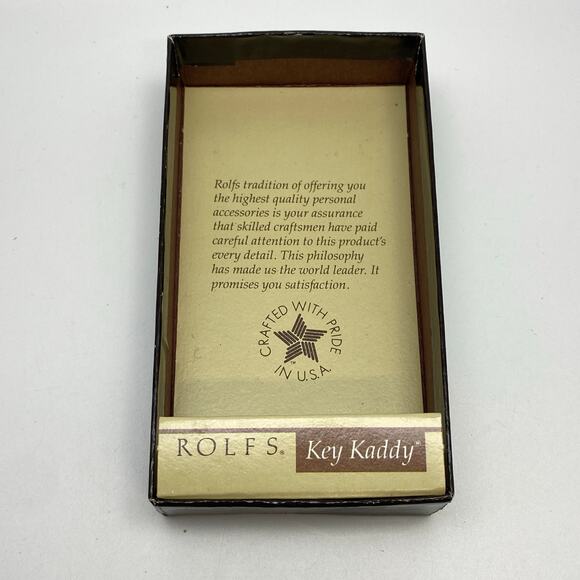 Rolfs tradition of offering you
the highest quality personal
accessories is your assurance
that skilled craftsmen have paid
careful attention to this product's
every detail. This philosophy
has made us the world leader. It
promises you satisfaction.
CRAFTED WITH PRIDE
IN U.S.A.
™
ROLFS® Key Kaddy™